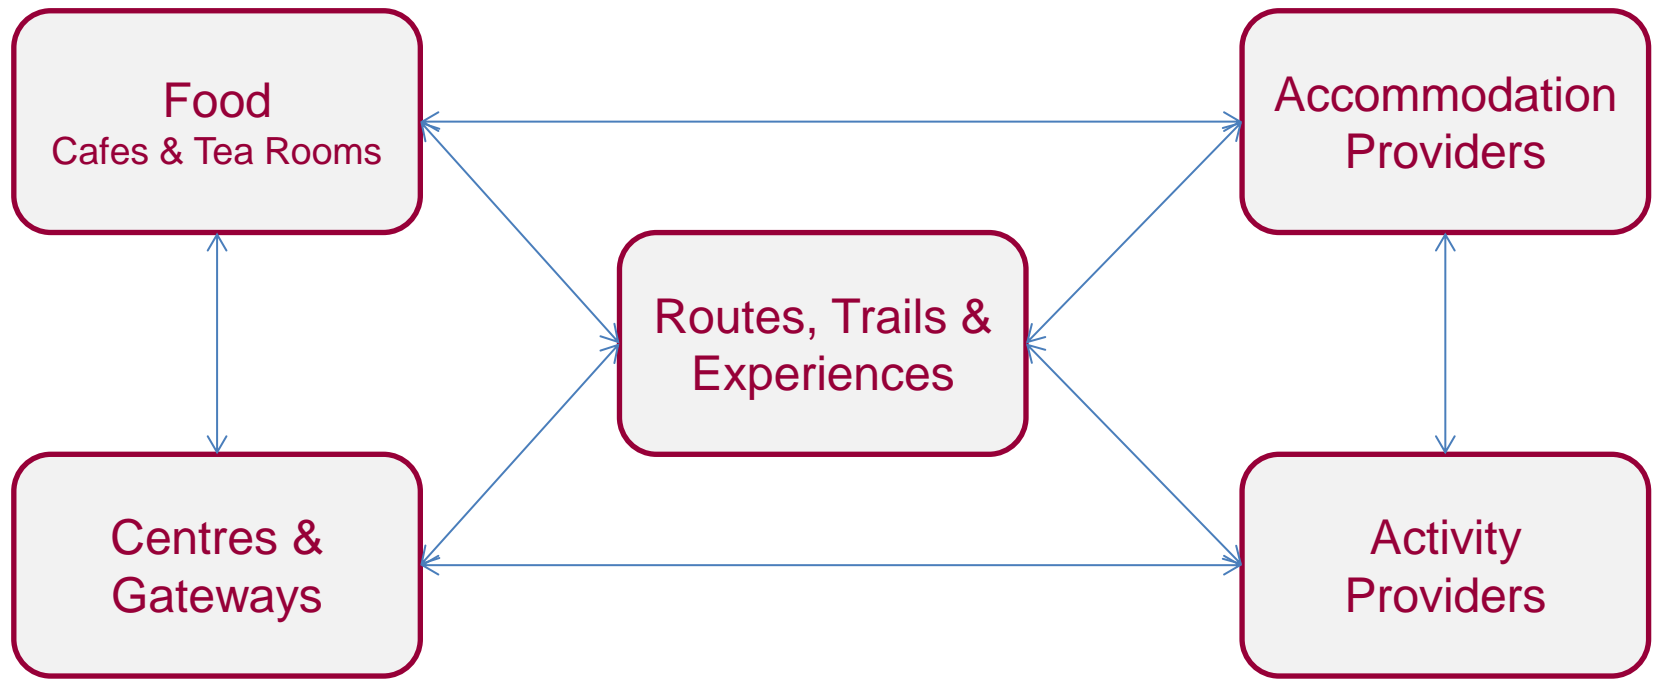 Food
Cafes & Tea Rooms
Accommodation
Providers
Routes, Trails &
Experiences
Centres &
Gateways
Activity
Providers